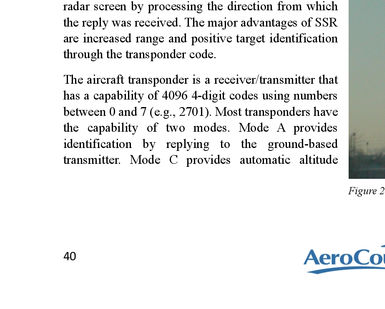 radar screen by processing the direction from which
the reply was received. The major advantages of SSR
are increased range and positive target identification
through the transponder code.
The aircraft transponder is a receiver/transmitter that
has a capability of 4096 4-digit codes using numbers
between 0 and 7 (e.g., 2701). Most transponders have
the capability of two modes. Mode A provides
identification by replying to the ground-based
transmitter. Mode C provides automatic altitude
Figure 2
40